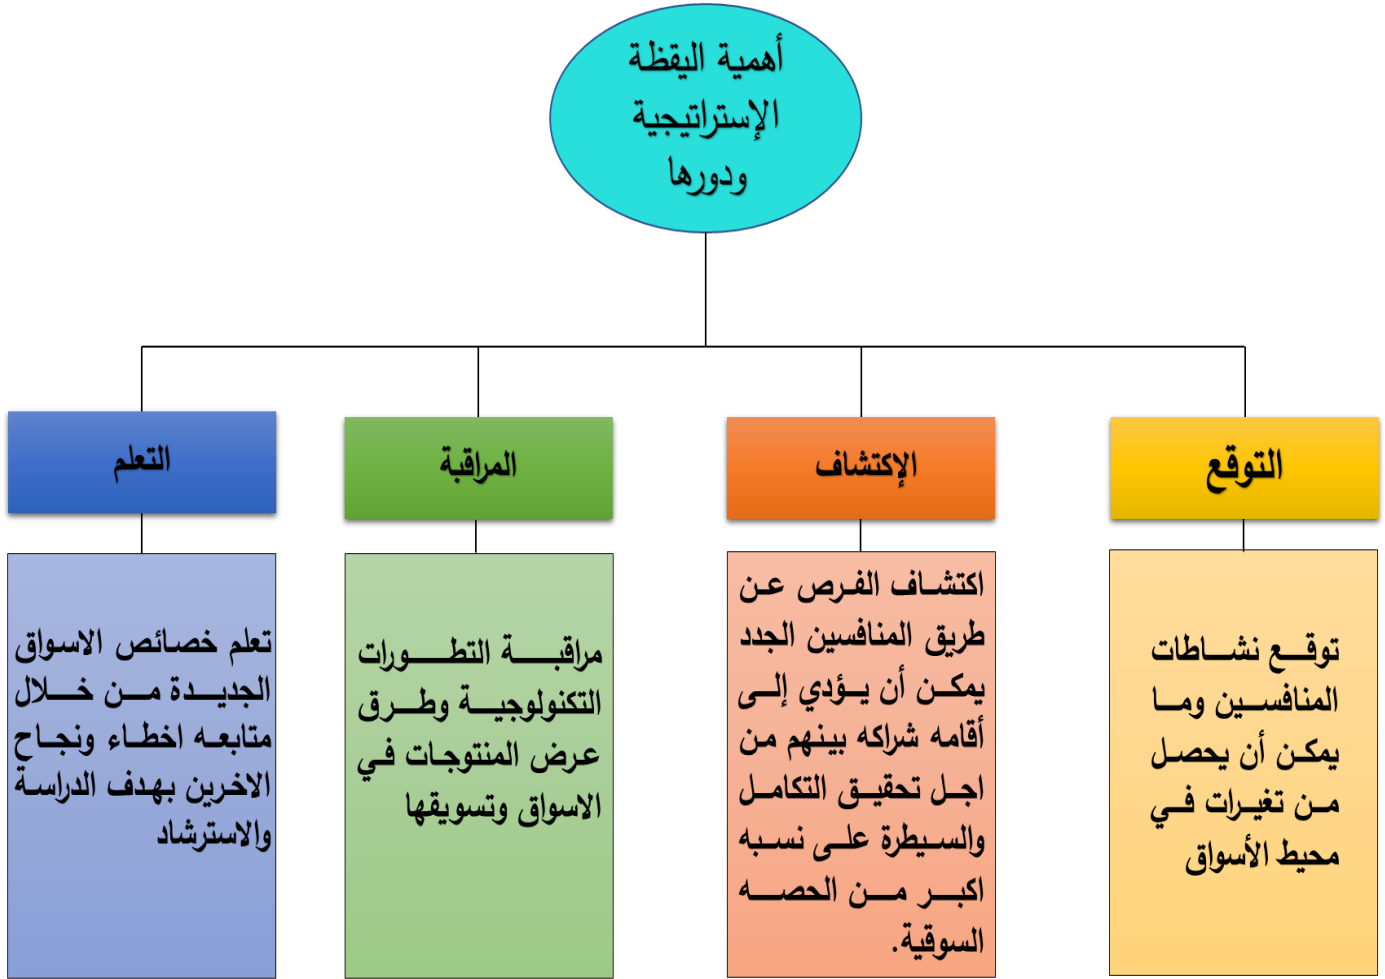 أهمية اليقظة
الإستراتيجية
ودورها
التوقع
توقع نشاطات
المنافسين وما
يمكن أن يحصل
من تغيرات في
محيط الأسواق
الإكتشاف
اكتشاف الفرص عن
طريق المنافسين الجدد
يمكن أن يؤدي إلى
أقامه شراكه بينهم من
اجل تحقيق التكامل
والسيطرة على نسبه
اكبر من الحصه
السوقية.
المراقبة
مراقبة التطورات
التكنولوجية وطرق
عرض المنتوجات في
الاسواق وتسويقها
التعلم
تعلم خصائص الاسواق
الجديدة من خلال
متابعه اخطاء ونجاح
الاخرين بهدف الدراسة
والاسترشاد